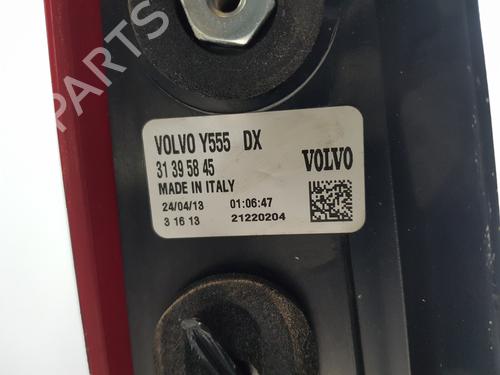 B-PARTS
VOLVO Y555 DX
31 39 58 45
MADE IN ITALY
VOLVO
24/04/13 01:06:47
3 16 13 21220204